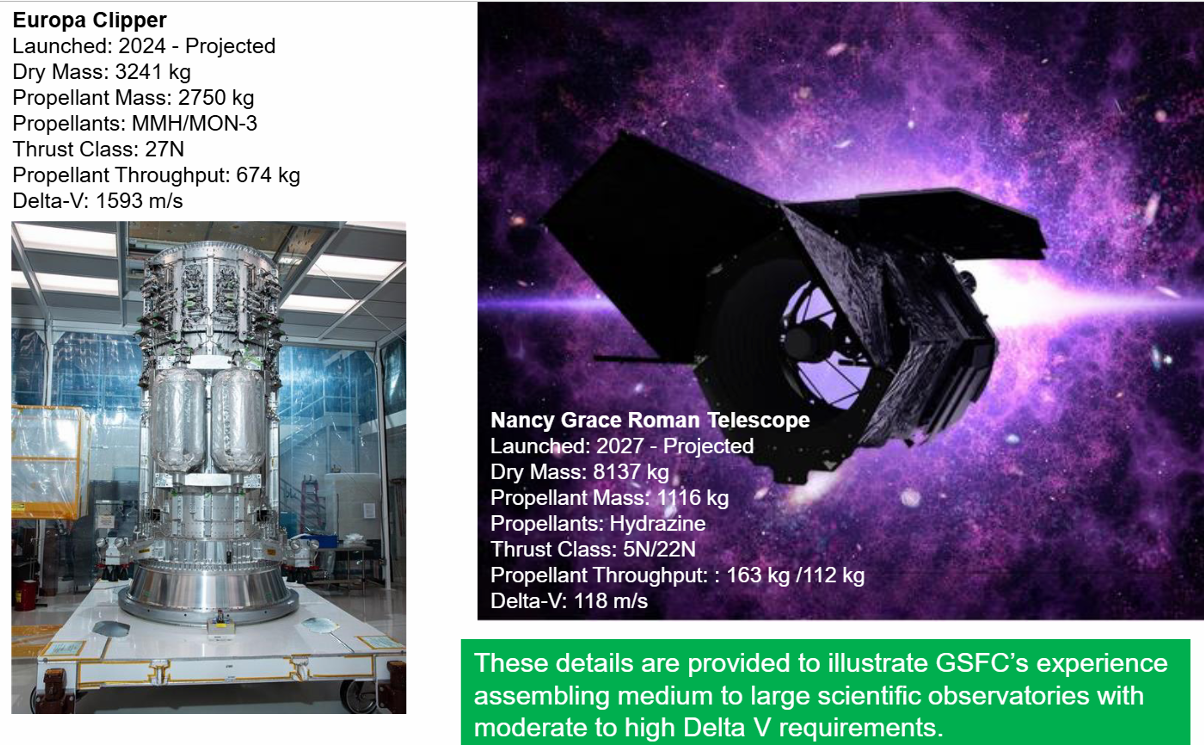 Europa Clipper
Launched: 2024 - Projected
Dry Mass: 3241 kg
Propellant Mass: 2750 kg
Propellants: MMH/MON-3
Thrust Class: 27N
Propellant Throughput: 674 kg
Delta-V: 1593 m/s
Nancy Grace Roman Telescope
Launched: 2027 - Projected
Dry Mass: 8137 kg
Propellant Mass: 1116 kg
Propellants: Hydrazine
Thrust Class: 5N/22N
Propellant Throughput: : 163 kg /112 kg
Delta-V: 118 m/s
These details are provided to illustrate GSFC’s experience
assembling medium to large scientific observatories with
moderate to high Delta V requirements.